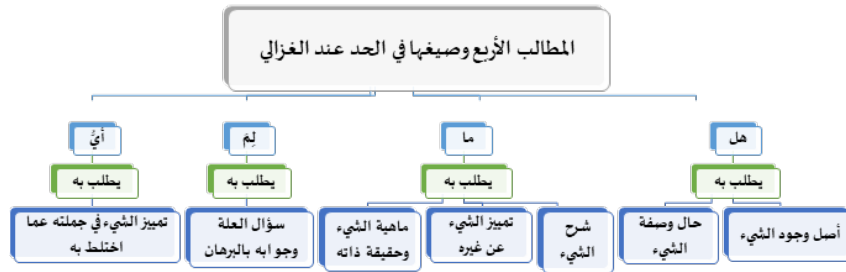 المطالب الأربع وصيغها في الحد عند الغزالي
هل
ما
لِمَ
أيُّ
يطلب به
يطلب به
يطلب به
يطلب به
أصل وجود الشيء
حال وصفة
الشيء
شرح
الشيء
تمييز الشيء
عن غيره
ماهية الشيء
وحقيقة ذاته
سؤال العلة
وجوابه بالبرهان
تمييز الشيء في جملته عما
اختلط به